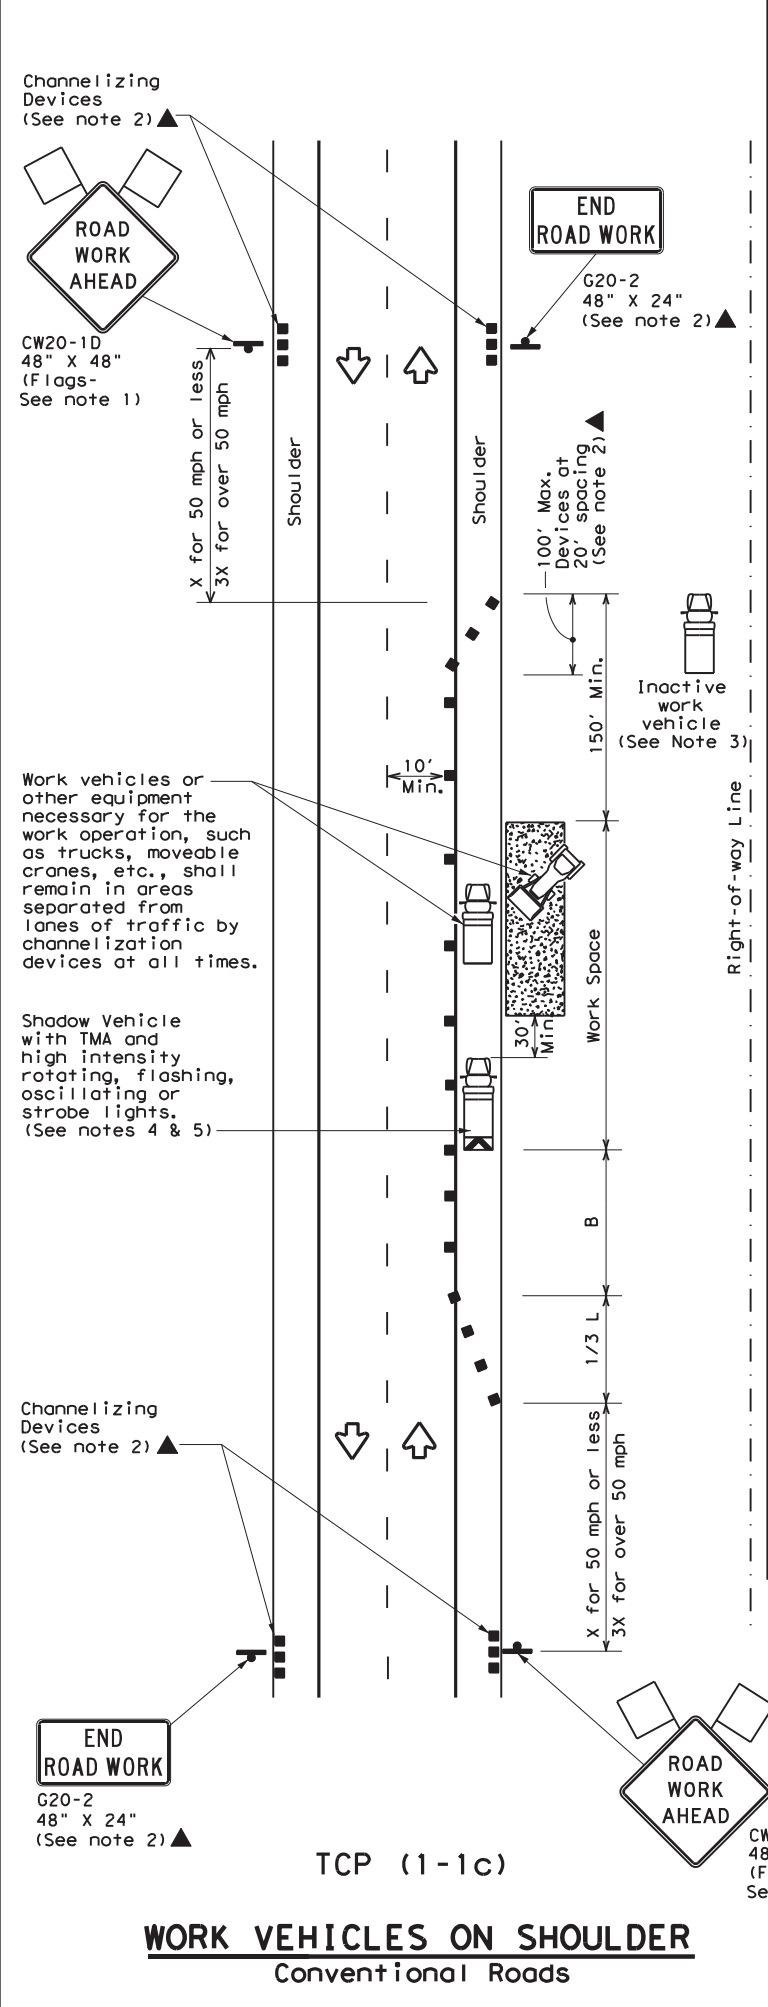 Channelizing
Devices
(See note 2)▲
ROAD
WORK
AHEAD
CW20-1D
48" X 48"
(Flags-
See note 1)
END
ROAD WORK
G20-2
48" X 24"
(See note 2)▲
X for 50 mph or less
3X for over 50 mph
Shoulder
Shoulder
100' Max.
Devices at
20' spacing
(See note 2)▲
150' Min.
Inactive
work
vehicle
(See Note 3)
Right-of-way Line
10'
Min.
Work vehicles or
other equipment
necessary for the
work operation, such
as trucks, moveable
cranes, etc., shall
remain in areas
separated from
lanes of traffic by
channelization
devices at all times.
Work Space
30'
Min.
Shadow Vehicle
with TMA and
high intensity
rotating, flashing,
oscillating or
strobe lights.
(See notes 4 & 5)
B
1/3 L
Channelizing
Devices
(See note 2)▲
X for 50 mph or less
3X for over 50 mph
END
ROAD WORK
G20-2
48" X 24"
(See note 2)▲
ROAD
WORK
AHEAD
CW
48
(F
Se
TCP (1-1c)
WORK VEHICLES ON SHOULDER
Conventional Roads